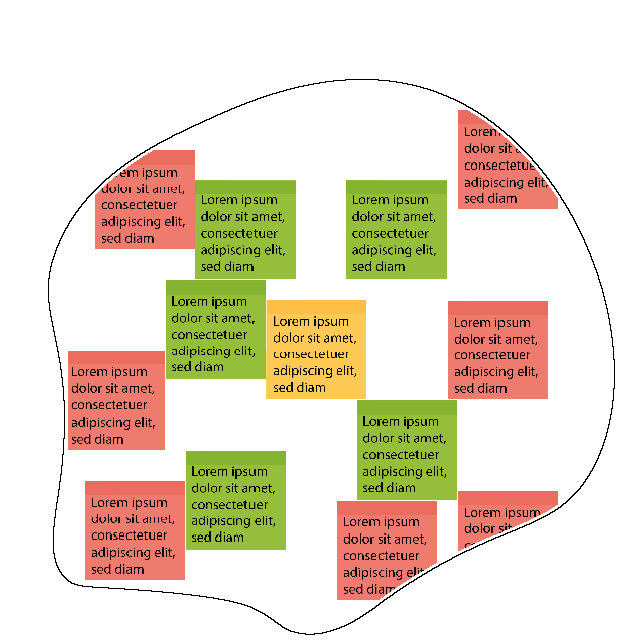 Lorem
dolor sit
consectetue
adipiscing elit,
sed diam
em ipsum
dolor sit amet,
consectetuer
adipiscing elit,
sed diam
Lorem ipsum
dolor sit amet,
consectetuer
adipiscing elit,
sed diam
Lorem ipsum
dolor sit amet,
consectetuer
adipiscing elit,
sed diam
Lorem ipsum
dolor sit amet,
consectetuer
adipiscing elit,
sed diam
Lorem ipsum
dolor sit amet,
consectetuer
adipiscing elit,
sed diam
Lorem ipsum
dolor sit amet,
consectetuer
adipiscing elit,
sed diam
Lorem ipsum
dolor sit amet,
consectetuer
adipiscing elit,
sed diam
Lorem ipsum
dolor sit amet,
consectetuer
adipiscing elit,
sed diam
Lorem ipsum
dolor sit amet,
consectetuer
adipiscing elit,
sed diam
Lorem ipsum
dolor sit amet,
consectetuer
adipiscing elit,
sed diam
Lorem ipsum
dolor sit
Lorem ipsum
dolor sit amet,
consectetuer
adipiscing elit
sed diam